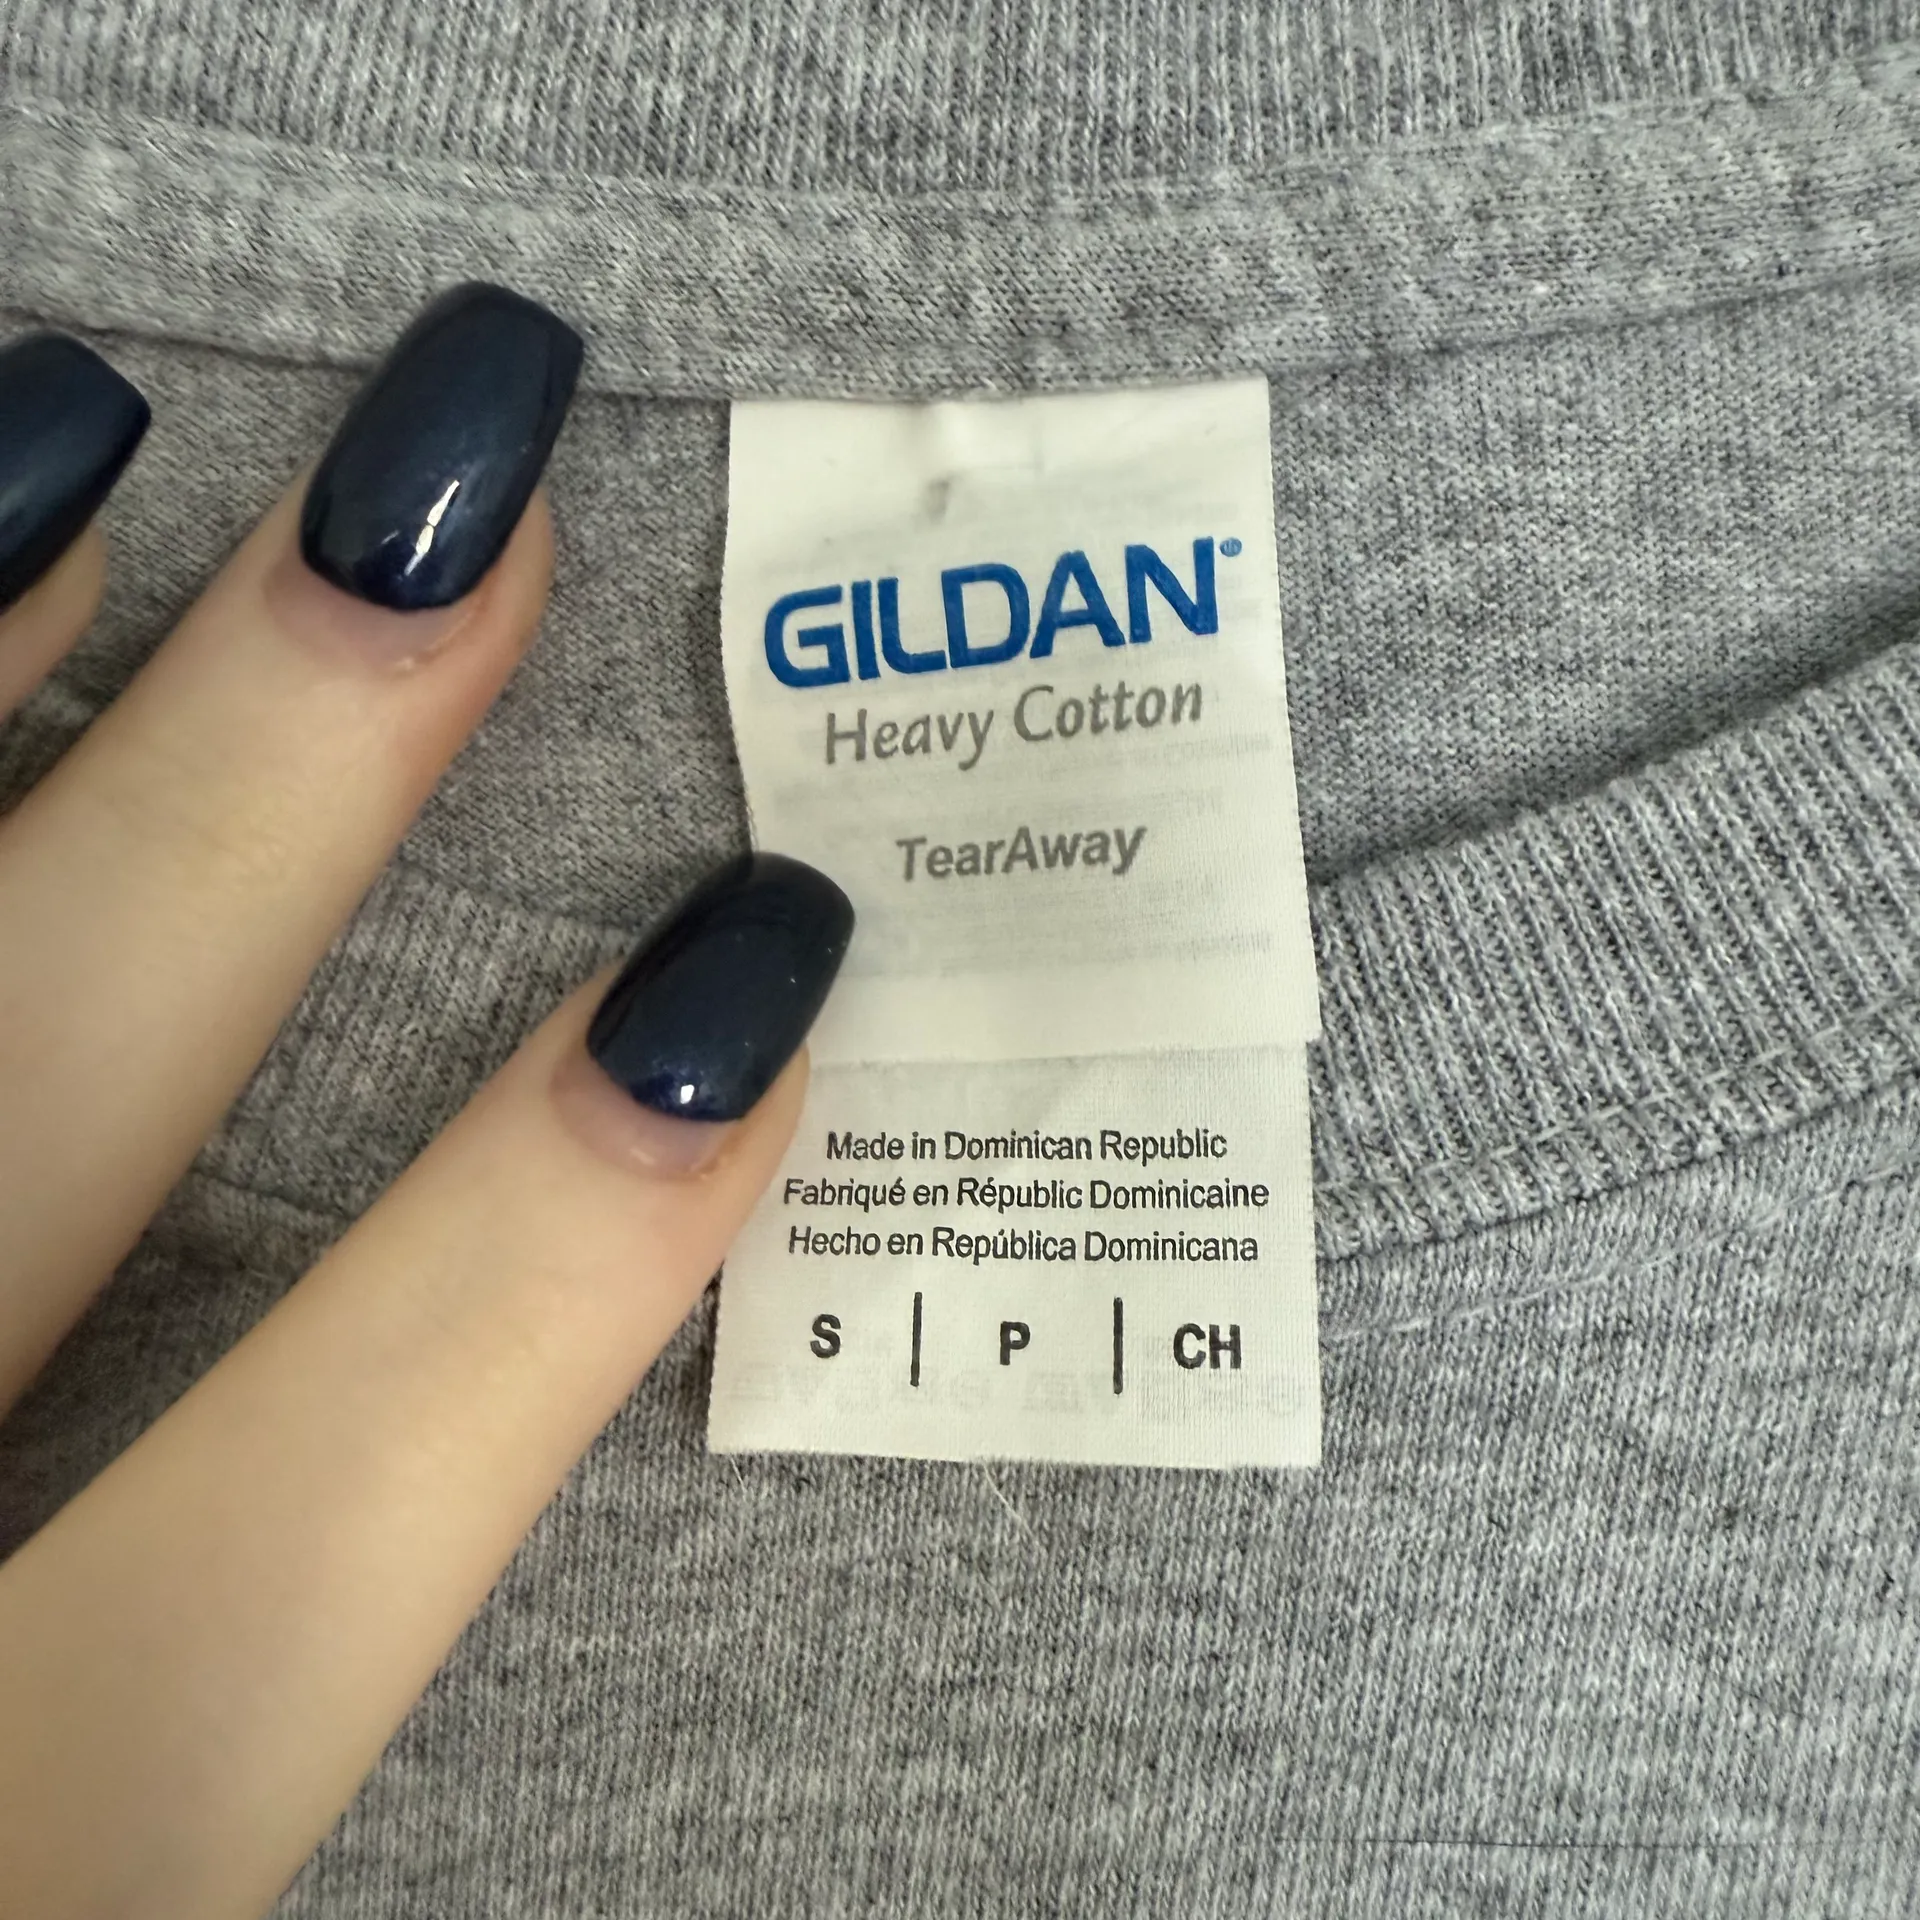 GILDAN®
Heavy Cotton
TearAway
Made in Dominican Republic
Fabriqué en Républic Dominicaine
Hecho en República Dominicana
S | P | CH